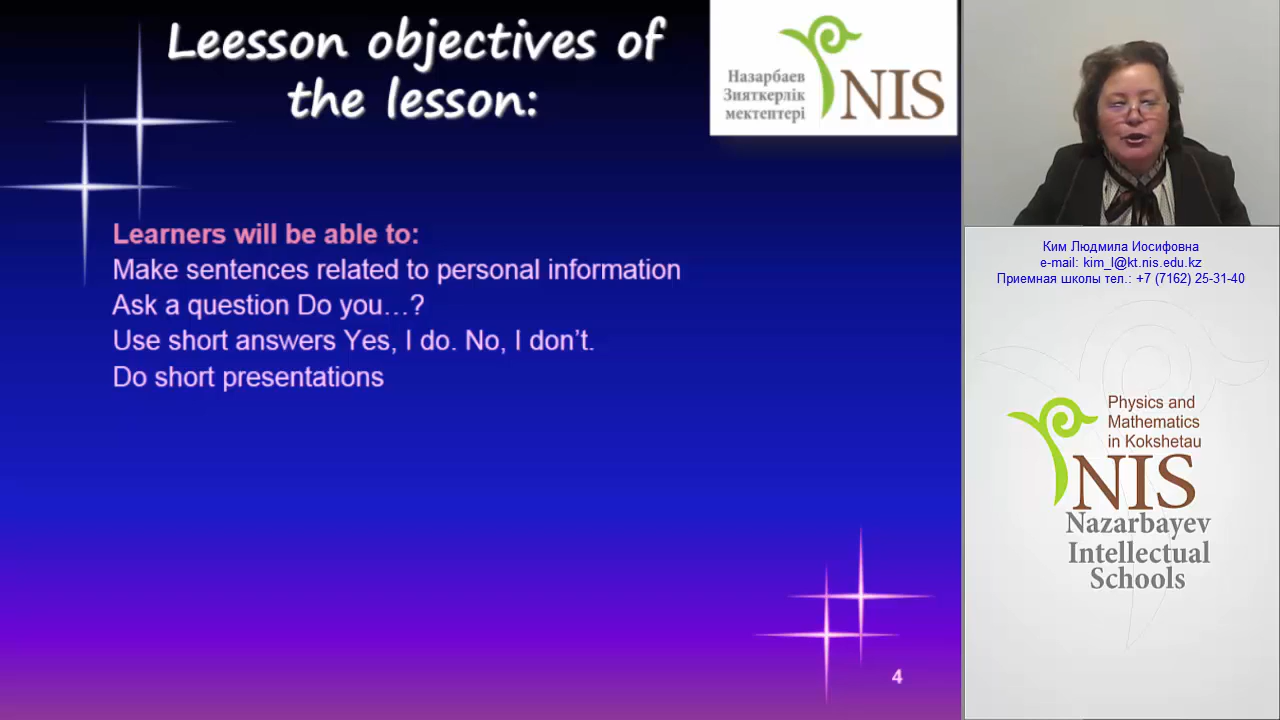 Leesson objectives of
the lesson:
Назарбаев
Зияткерлік
мектептері
NIS
Learners will be able to:
Make sentences related to personal information
Ask a question Do you…?
Use short answers Yes, I do. No, I don’t.
Do short presentations
4
Ким Людмила Иосифовна
e-mail: kim_l@kt.nis.edu.kz
Приемная школы тел.: +7 (7162) 25-31-40
Physics and
Mathematics
in Kokshetau
NIS
Nazarbayev
Intellectual
Schools